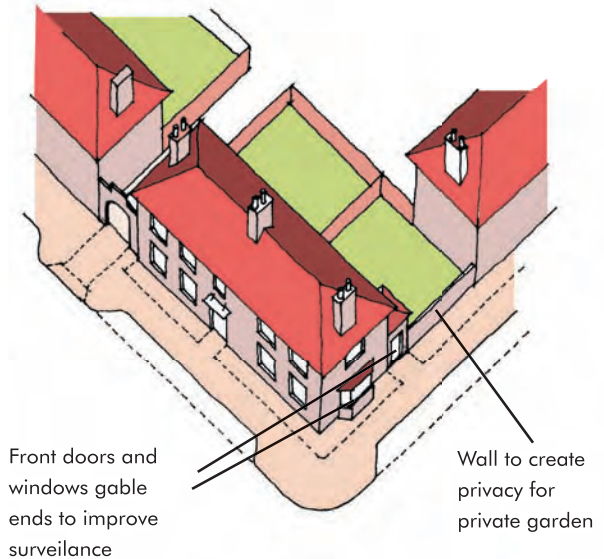 Front doors and
windows gable
ends to improve
surveilance
Wall to create
privacy for
private garden